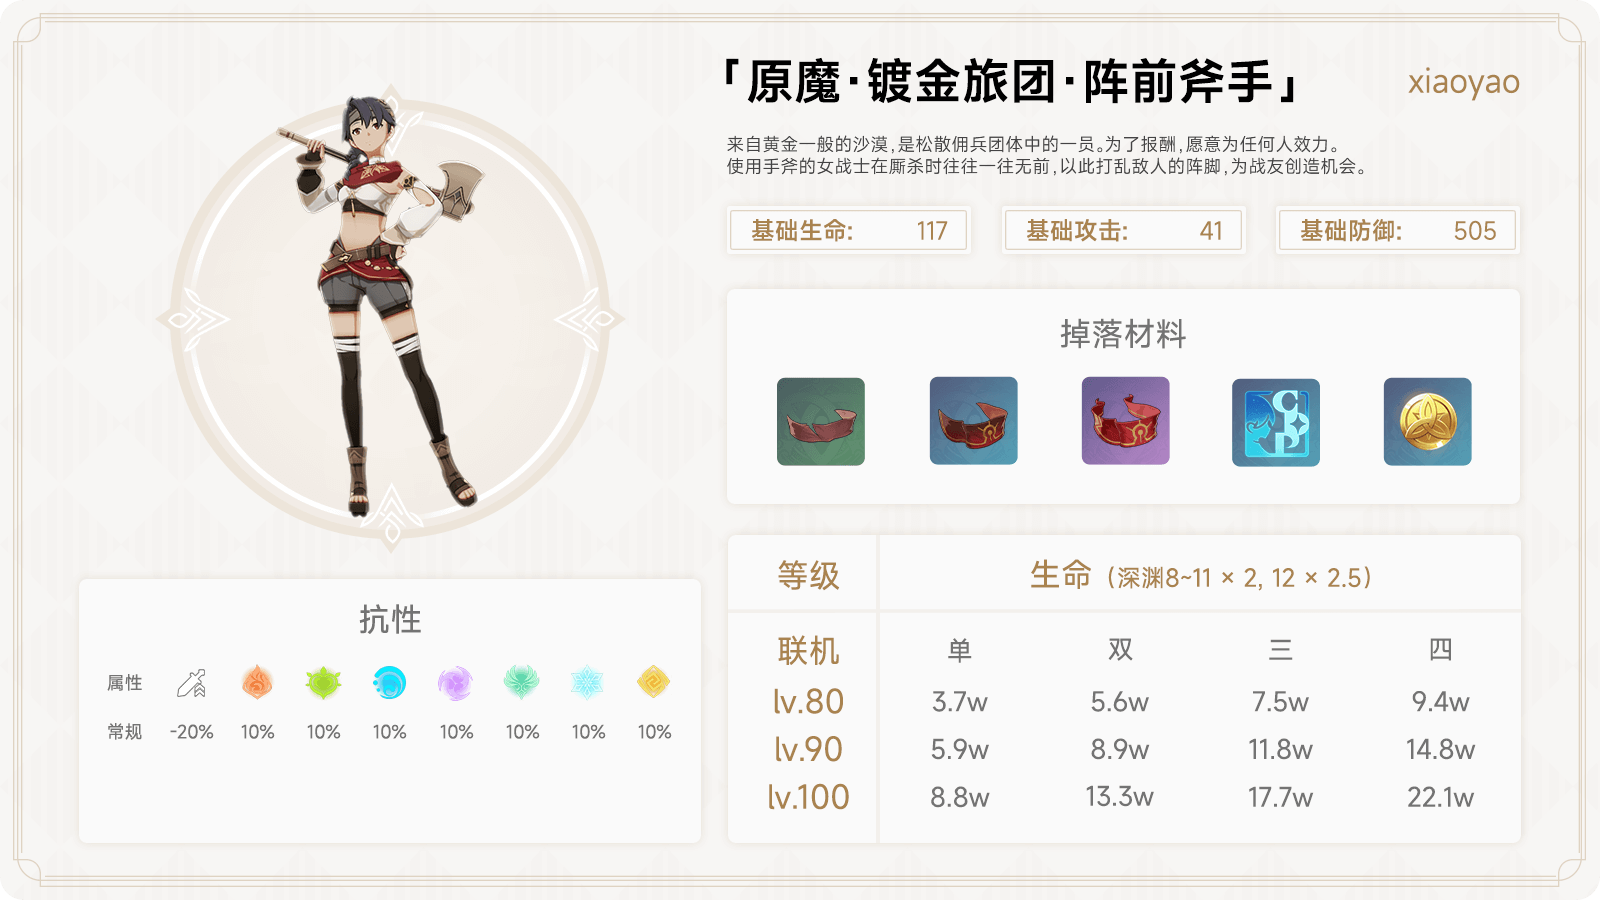 「原魔·镀金旅团·阵前斧手」
xiaoyao
来自黄金一般的沙漠,是松散佣兵团体中的一员。为了报酬,愿意为任何人效力。
使用手斧的女战士在厮杀时往往一往无前,以此打乱敌人的阵脚,为战友创造机会。
基础生命: 117
基础攻击: 41
基础防御: 505
掉落材料
抗性
属性
常规 -20% 10% 10% 10% 10% 10% 10% 10%
等级 生命 (深渊8~11 × 2, 12 × 2.5)
联机 单 双 三 四
lv.80 3.7w 5.6w 7.5w 9.4w
lv.90 5.9w 8.9w 11.8w 14.8w
lv.100 8.8w 13.3w 17.7w 22.1w